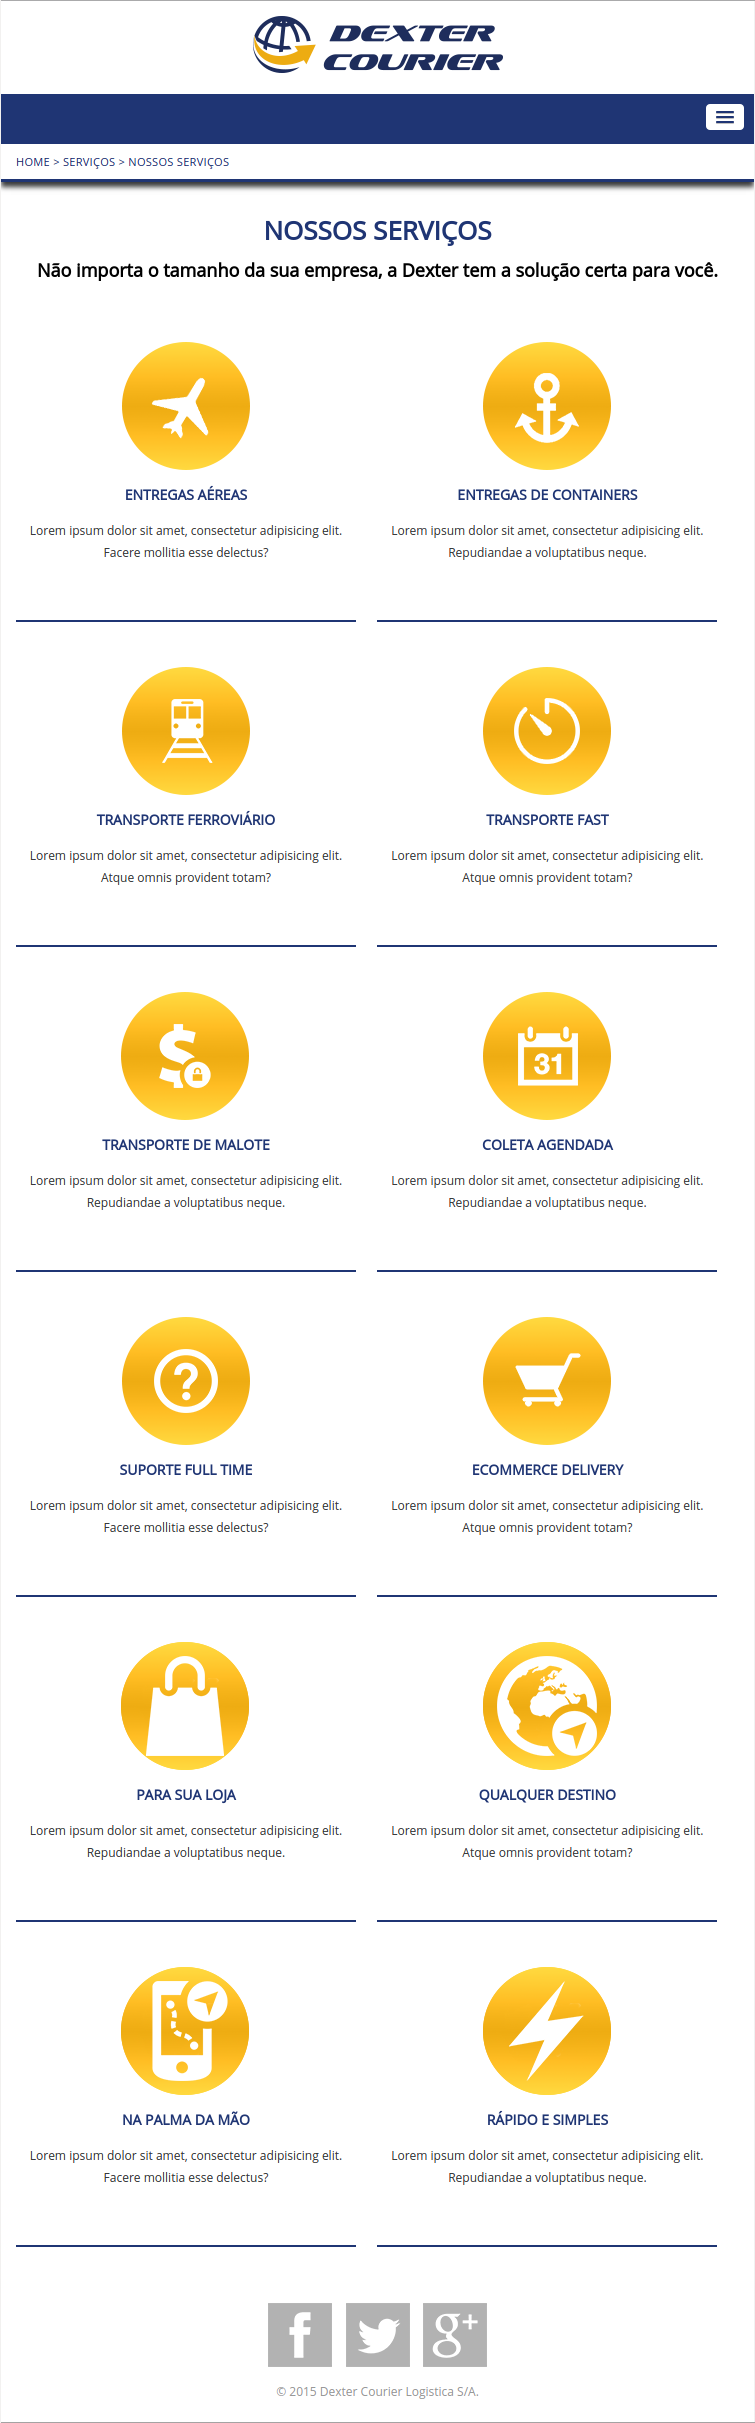 DEXTER
COURIER
HOME > SERVIÇOS > NOSSOS SERVIÇOS
NOSSOS SERVIÇOS
Não importa o tamanho da sua empresa, a Dexter tem a solução certa para você.
ENTREGAS AÉREAS
Lorem ipsum dolor sit amet, consectetur adipisicing elit.
Facere mollitia esse delectus?
ENTREGAS DE CONTAINERS
Lorem ipsum dolor sit amet, consectetur adipisicing elit.
Repudiandae a voluptatibus neque.
TRANSPORTE FERROVIÁRIO
Lorem ipsum dolor sit amet, consectetur adipisicing elit.
Atque omnis provident totam?
TRANSPORTE FAST
Lorem ipsum dolor sit amet, consectetur adipisicing elit.
Atque omnis provident totam?
TRANSPORTE DE MALOTE
Lorem ipsum dolor sit amet, consectetur adipisicing elit.
Repudiandae a voluptatibus neque.
31
COLETA AGENDADA
Lorem ipsum dolor sit amet, consectetur adipisicing elit.
Repudiandae a voluptatibus neque.
SUPORTE FULL TIME
Lorem ipsum dolor sit amet, consectetur adipisicing elit.
Facere mollitia esse delectus?
ECOMMERCE DELIVERY
Lorem ipsum dolor sit amet, consectetur adipisicing elit.
Atque omnis provident totam?
PARA SUA LOJA
Lorem ipsum dolor sit amet, consectetur adipisicing elit.
Repudiandae a voluptatibus neque.
QUALQUER DESTINO
Lorem ipsum dolor sit amet, consectetur adipisicing elit.
Atque omnis provident totam?
NA PALMA DA MÃO
Lorem ipsum dolor sit amet, consectetur adipisicing elit.
Facere mollitia esse delectus?
RÁPIDO E SIMPLES
Lorem ipsum dolor sit amet, consectetur adipisicing elit.
Repudiandae a voluptatibus neque.
© 2015 Dexter Courier Logistica S/A.